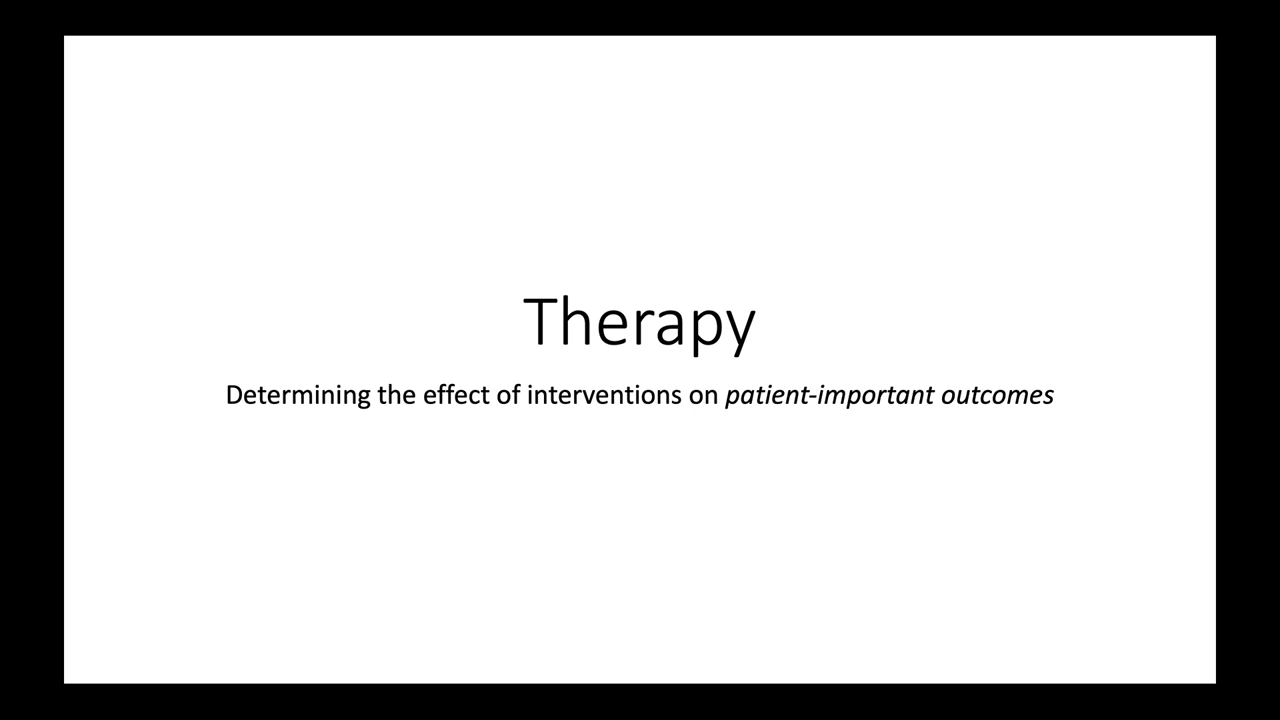 Therapy
Determining the effect of interventions on patient-important outcomes